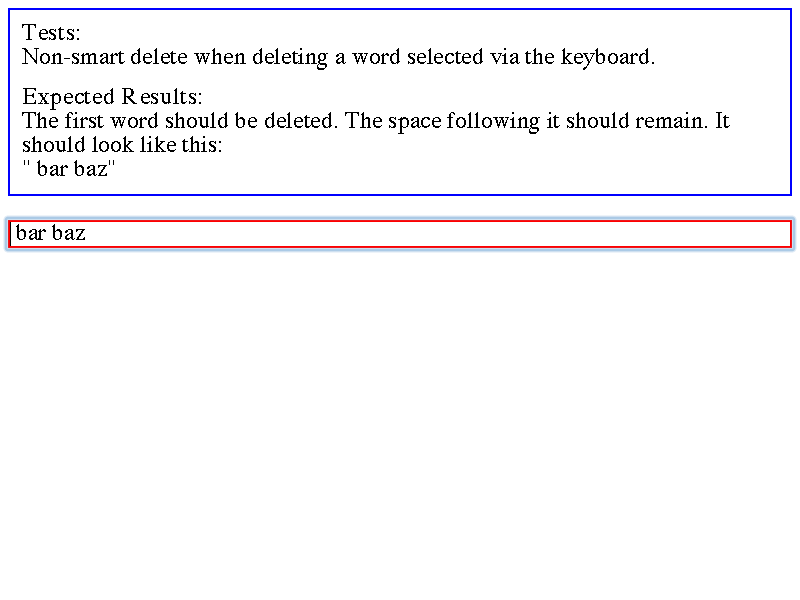 Tests:
Non-smart delete when deleting a word selected via the keyboard.
Expected Results:
The first word should be deleted. The space following it should remain. It
should look like this:
" bar baz"
 bar baz